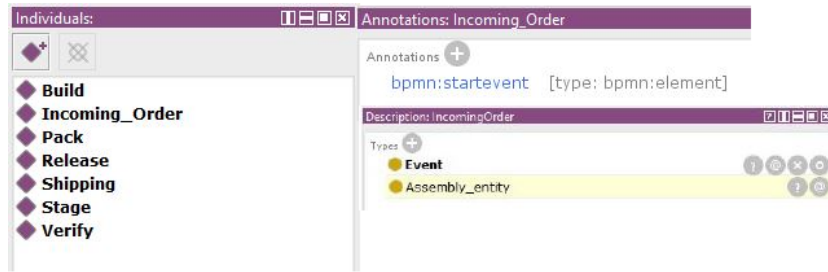 Individuals:
Build
Incoming_Order
Pack
Release
Shipping
Stage
Verify
Annotations: Incoming_Order
Annotations
bpmn:startevent [type: bpmn:element]
Description: IncomingOrder
Types
Event
Assembly_entity